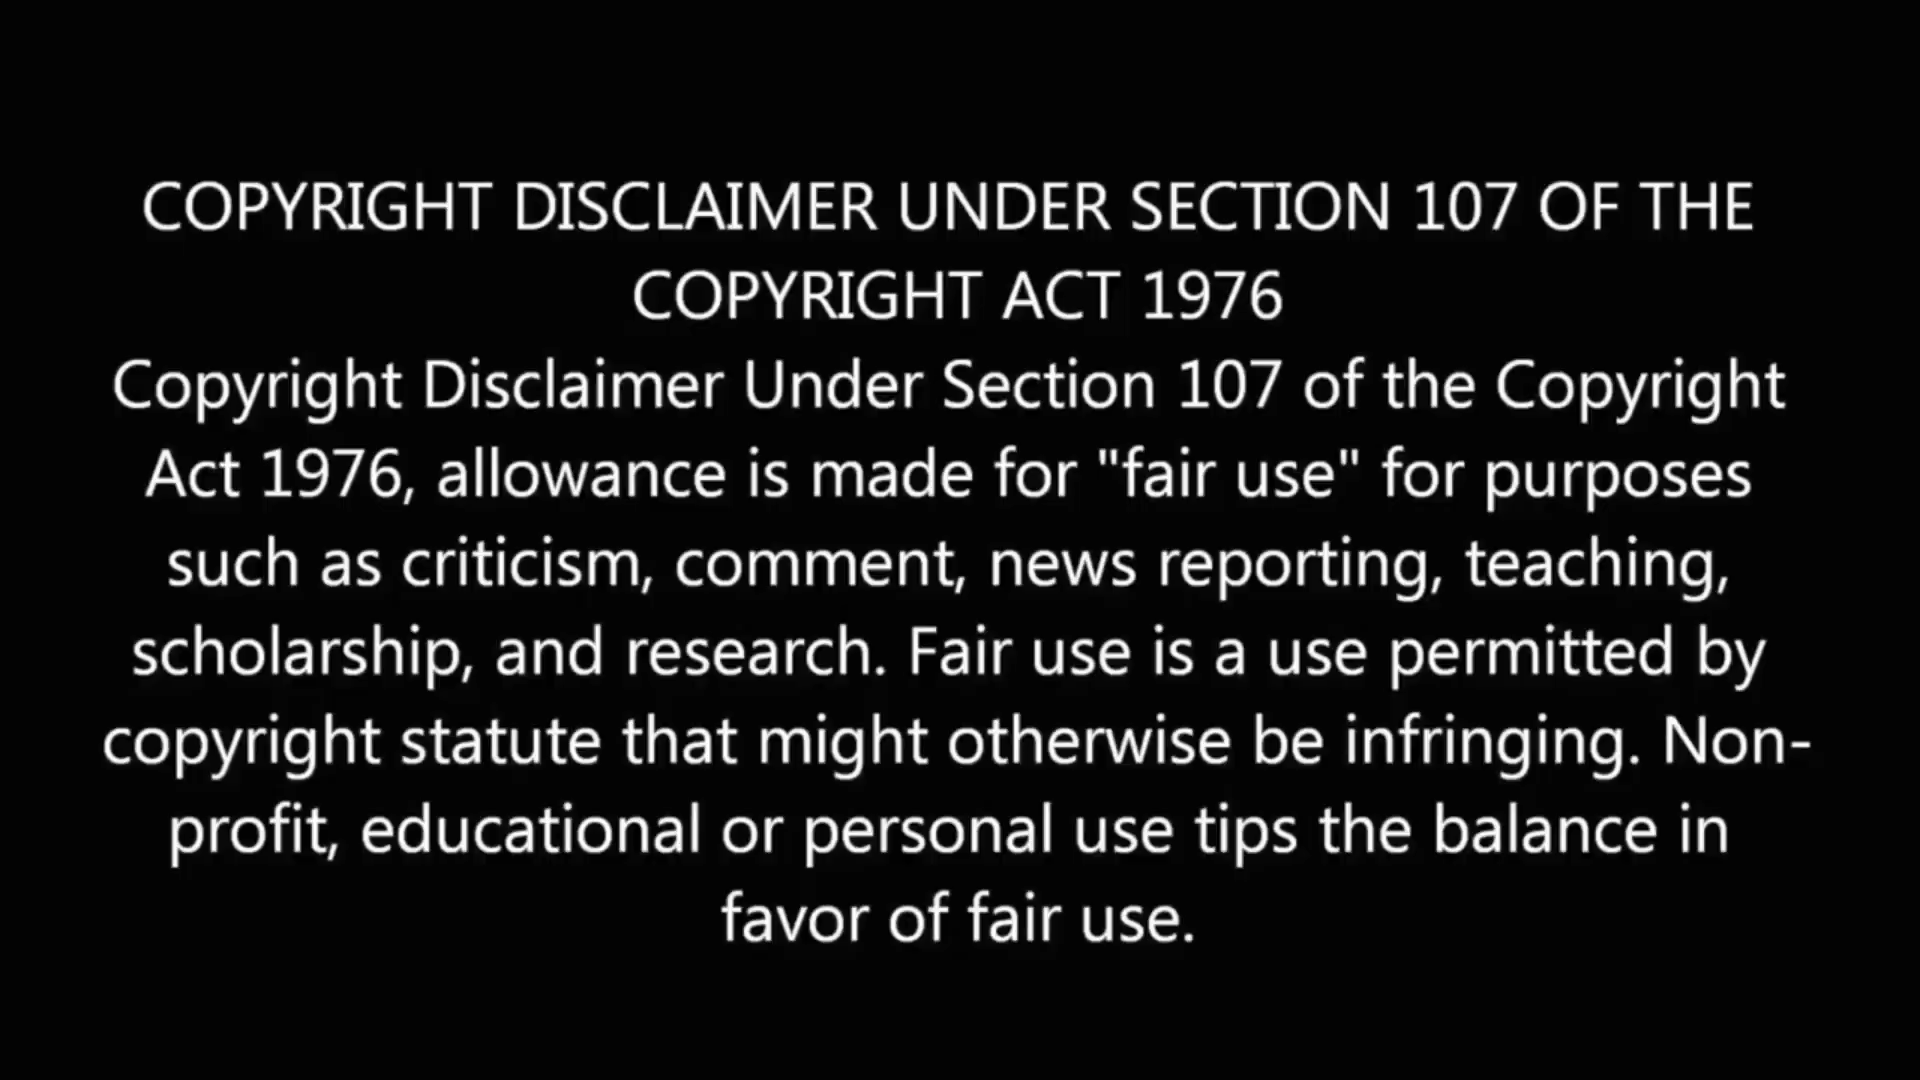 COPYRIGHT DISCLAIMER UNDER SECTION 107 OF THE
COPYRIGHT ACT 1976
Copyright Disclaimer Under Section 107 of the Copyright
Act 1976, allowance is made for "fair use" for purposes
such as criticism, comment, news reporting, teaching,
scholarship, and research. Fair use is a use permitted by
copyright statute that might otherwise be infringing. Non-
profit, educational or personal use tips the balance in
favor of fair use.